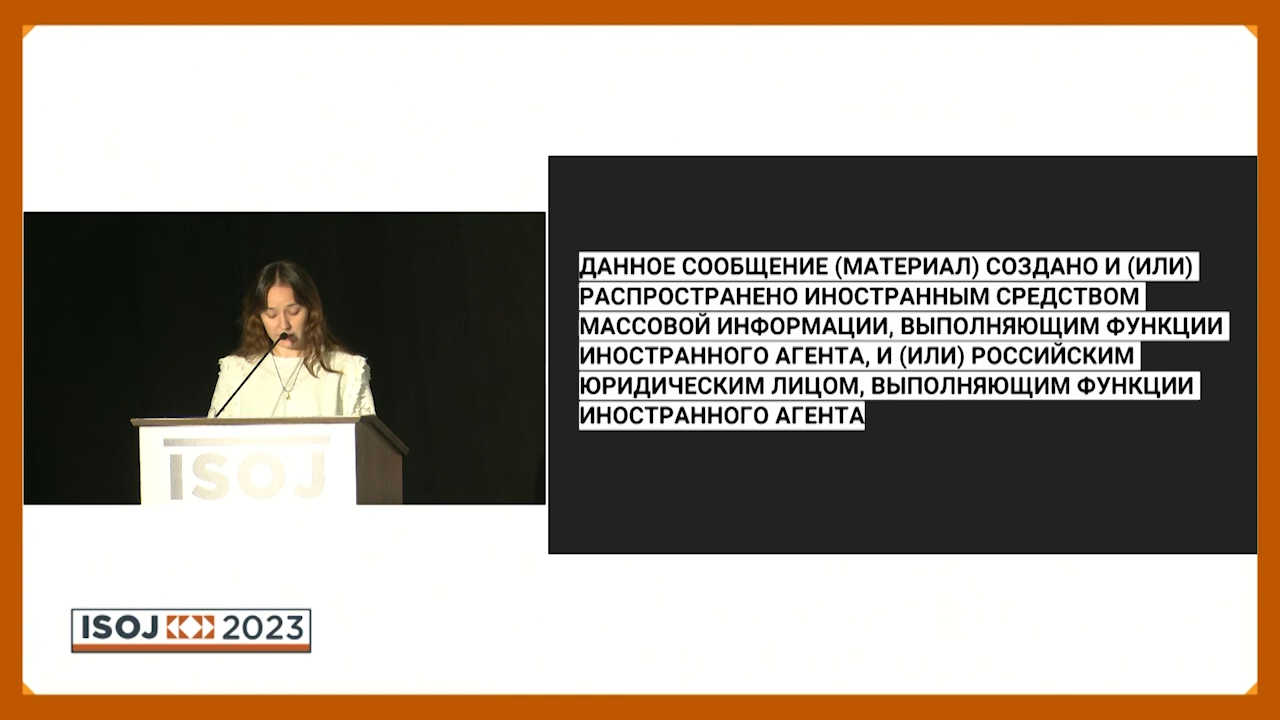 ДАННОЕ СООБЩЕНИЕ (МАТЕРИАЛ) СОЗДАНО И (ИЛИ)
РАСПРОСТРАНЕНО ИНОСТРАННЫМ СРЕДСТВОМ
МАССОВОЙ ИНФОРМАЦИИ, ВЫПОЛНЯЮЩИМ ФУНКЦИИ
ИНОСТРАННОГО АГЕНТА, И (ИЛИ) РОССИЙСКИМ
ЮРИДИЧЕСКИМ ЛИЦОМ, ВЫПОЛНЯЮЩИМ ФУНКЦИИ
ИНОСТРАННОГО АГЕНТА
ISOJ
ISOJ 2023